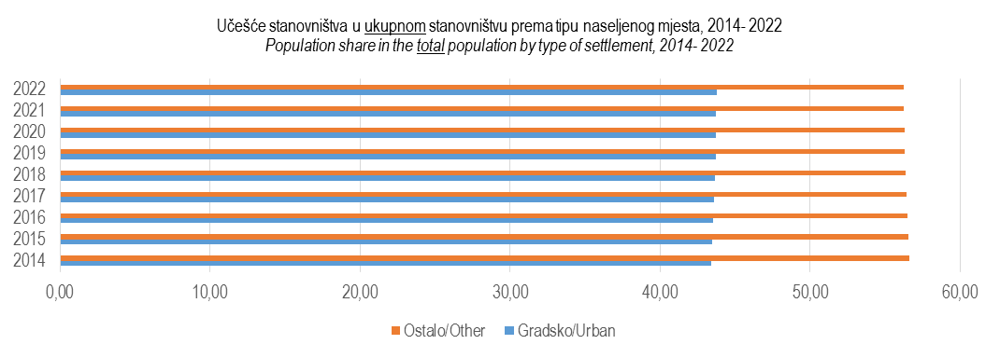 Učešće stanovništva u ukupnom stanovništvu prema tipu naseljenog mjesta, 2014- 2022
Population share in the total population by type of settlement, 2014- 2022
2022
2021
2020
2019
2018
2017
2016
2015
2014
0,00 10,00 20,00 30,00 40,00 50,00 60,00
Ostalo/Other Gradsko/Urban